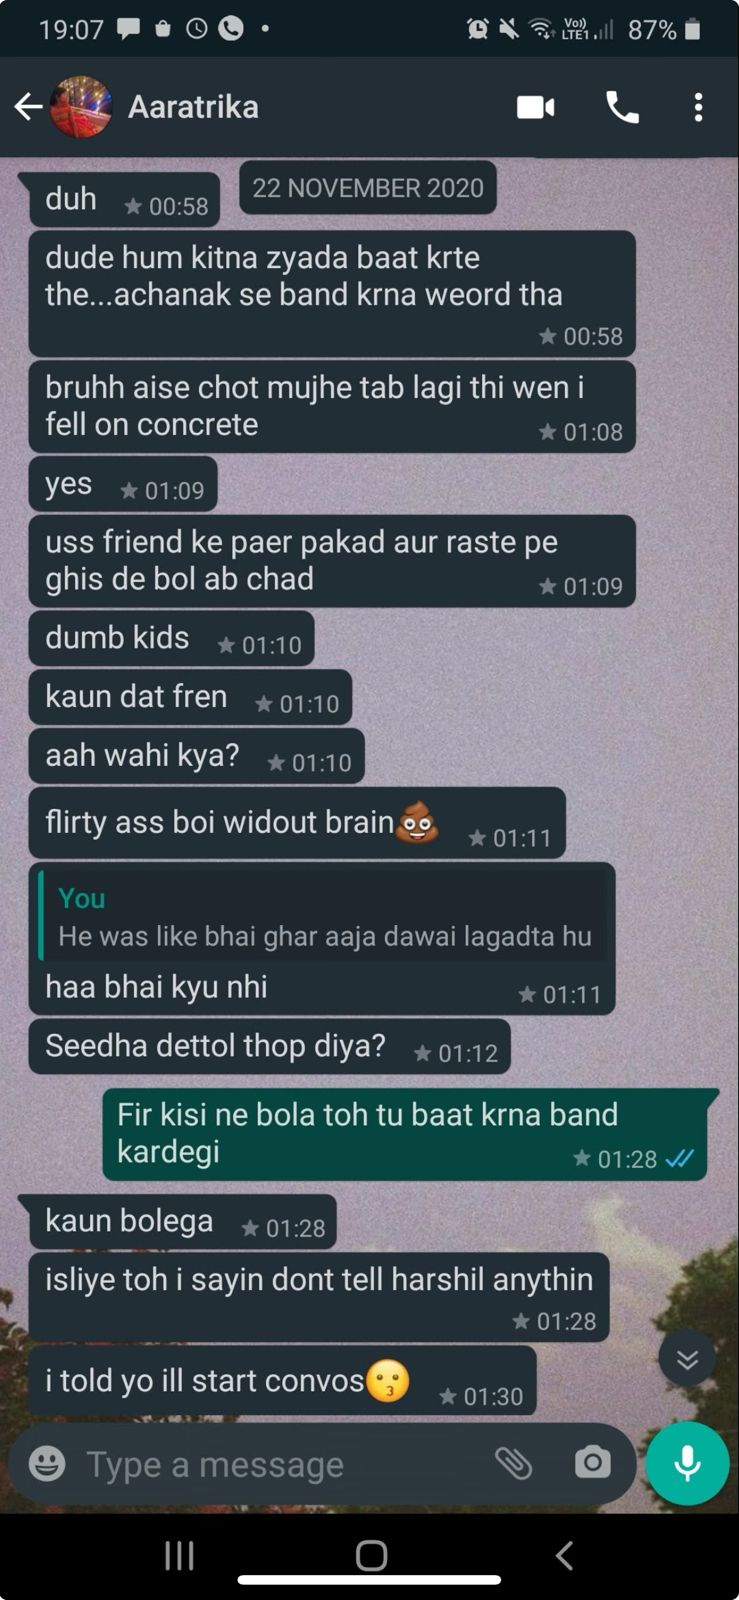 19:07
Vo)) 87%
LTE1
Aaratrika
22 NOVEMBER 2020
duh 00:58
dude hum kitna zyada baat krte
the...achanak se band krna weord tha
00:58
bruhh aise chot mujhe tab lagi thi wen i
fell on concrete 01:08
yes 01:09
uss friend ke paer pakad aur raste pe
ghis de bol ab chad 01:09
dumb kids 01:10
kaun dat fren 01:10
aah wahi kya? 01:10
flirty ass boi widout brain💩 01:11
You
He was like bhai ghar aaja dawai lagadta hu
haa bhai kyu nhi 01:11
Seedha dettol thop diya? 01:12
Fir kisi ne bola toh tu baat krna band
kardegi 01:28
kaun bolega 01:28
isliye toh i sayin dont tell harshil anythin
01:28
i told yo ill start convos😗 01:30
Type a message